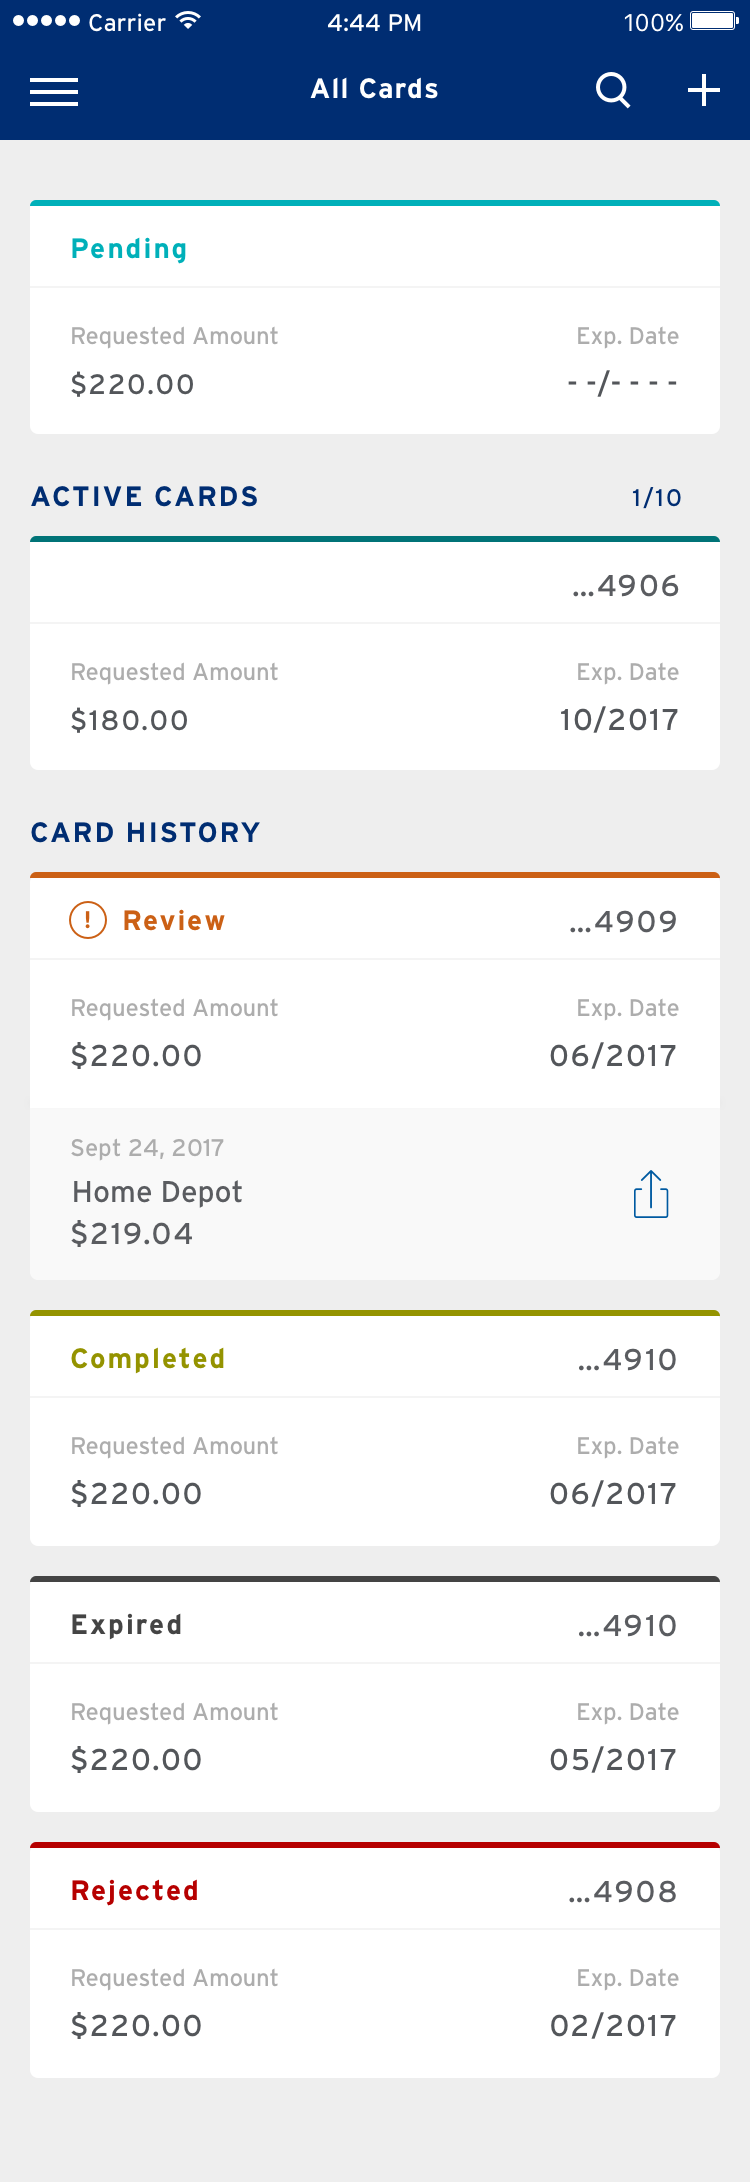 Carrier 4:44 PM 100%
All Cards
Pending
Requested Amount Exp. Date
$220.00 - -/- - - -
ACTIVE CARDS 1/10
...4906
Requested Amount Exp. Date
$180.00 10/2017
CARD HISTORY
! Review ...4909
Requested Amount Exp. Date
$220.00 06/2017
Sept 24, 2017
Home Depot
$219.04
Completed ...4910
Requested Amount Exp. Date
$220.00 06/2017
Expired ...4910
Requested Amount Exp. Date
$220.00 05/2017
Rejected ...4908
Requested Amount Exp. Date
$220.00 02/2017